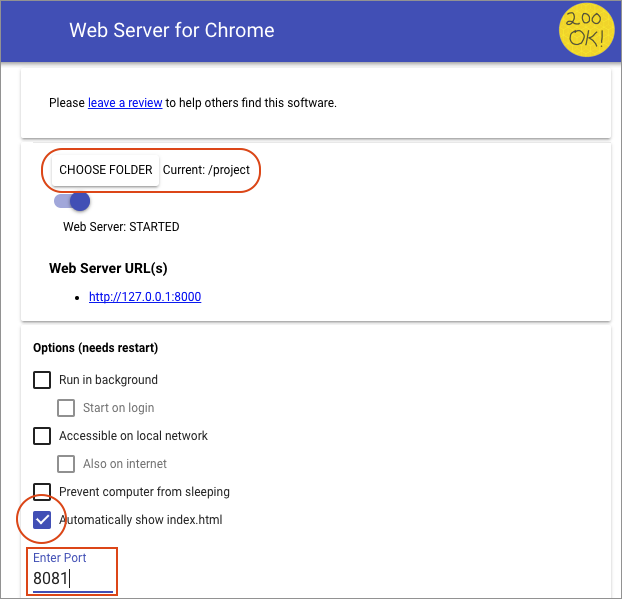 Web Server for Chrome
200
OK!
Please leave a review to help others find this software.
CHOOSE FOLDER Current: /project
Web Server: STARTED
Web Server URL(s)
http://127.0.0.1:8000
Options (needs restart)
Run in background
Start on login
Accessible on local network
Also on internet
Prevent computer from sleeping
Automatically show index.html
Enter Port
8081